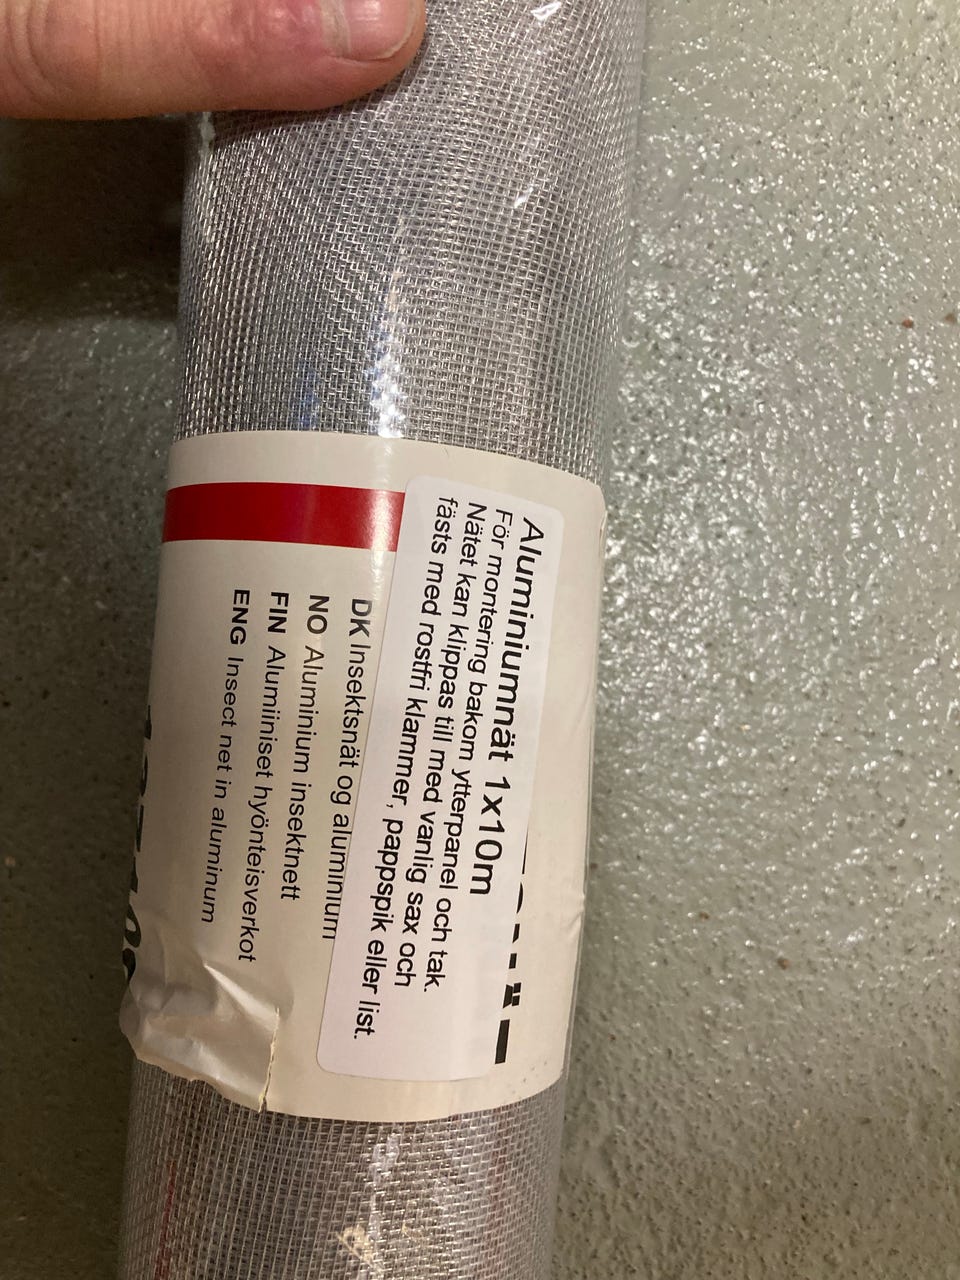 Aluminiumnät 1x10m
För montering bakom ytterpanel och tak.
Nätet kan klippas till med vanlig sax och
fästs med rostfri klammer, pappspik eller list.
DK Insektsnät og aluminium
NO Aluminium insektnett
FIN Alumiiniset hyönteisverkot
ENG Insect net in aluminum